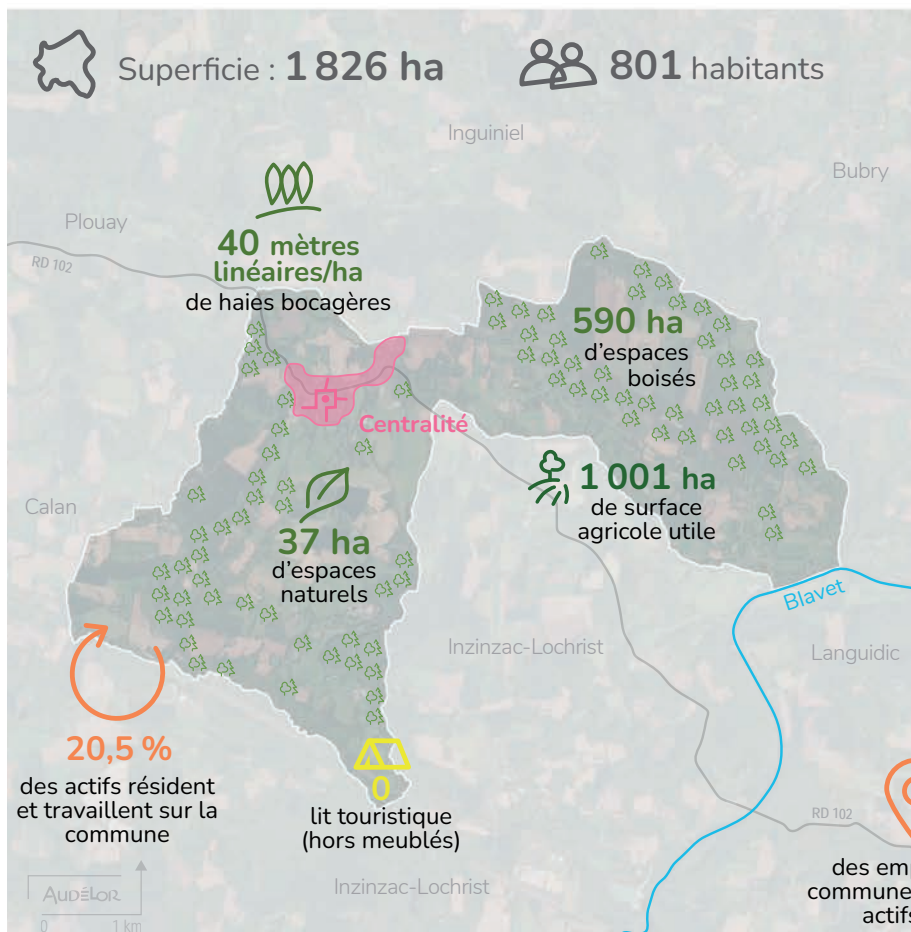 Superficie : 1 826 ha
801 habitants
Inguiniel
Bubry
Plouay
RD 102
40 mètres
linéaires/ha
de haies bocagères
590 ha
d'espaces
boisés
Centralité
1 001 ha
de surface
agricole utile
Calan
37 ha
d'espaces
naturels
Blavet
Inzinzac-Lochrist
Languidic
20,5 %
des actifs résident
et travaillent sur la
commune
0
lit touristique
(hors meublés)
RD 102
des em
commune
actifs
Inzinzac-Lochrist
AUDÉLOR
0 1 km